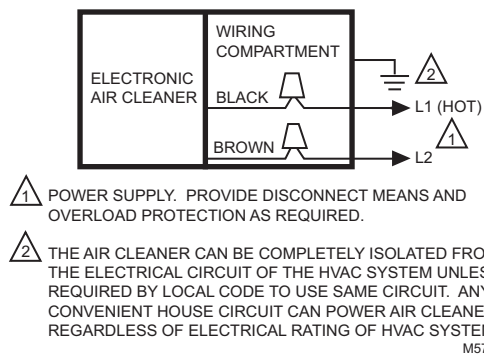 WIRING
COMPARTMENT
ELECTRONIC
AIR CLEANER
2
BLACK
L1 (HOT)
1
BROWN
L2
1 POWER SUPPLY. PROVIDE DISCONNECT MEANS AND
OVERLOAD PROTECTION AS REQUIRED.
2 THE AIR CLEANER CAN BE COMPLETELY ISOLATED FRO
THE ELECTRICAL CIRCUIT OF THE HVAC SYSTEM UNLES
REQUIRED BY LOCAL CODE TO USE SAME CIRCUIT. ANY
CONVENIENT HOUSE CIRCUIT CAN POWER AIR CLEANE
REGARDLESS OF ELECTRICAL RATING OF HVAC SYSTE
M57